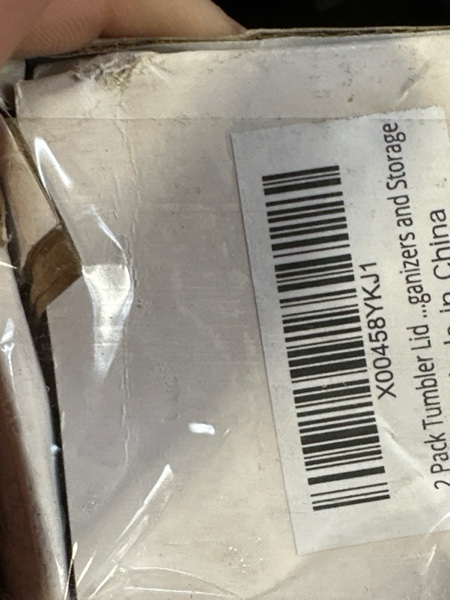 X00458YKJ1
2 Pack Tumbler Lid ...ganizers and Storage
in China